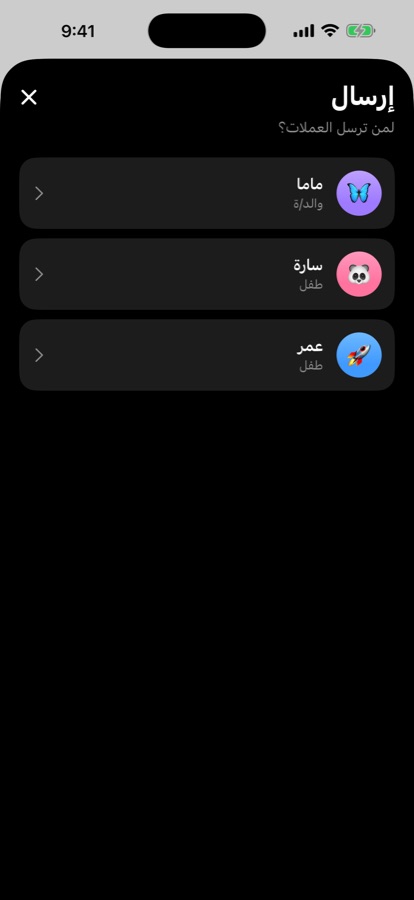 9:41
إرسال
لمن ترسل العملات؟
ماما
والد/ة
سارة
طفل
عمر
طفل